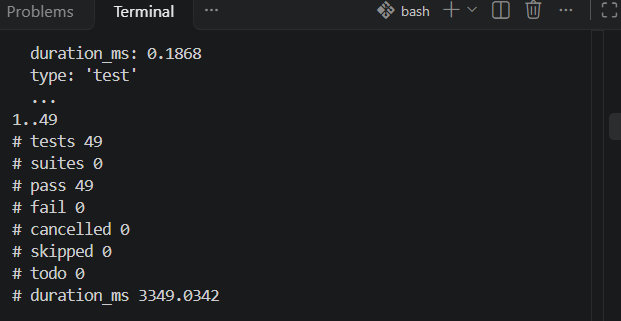 Problems Terminal ··· bash ···
duration_ms: 0.1868
type: 'test'
...
1..49
# tests 49
# suites 0
# pass 49
# fail 0
# cancelled 0
# skipped 0
# todo 0
# duration_ms 3349.0342